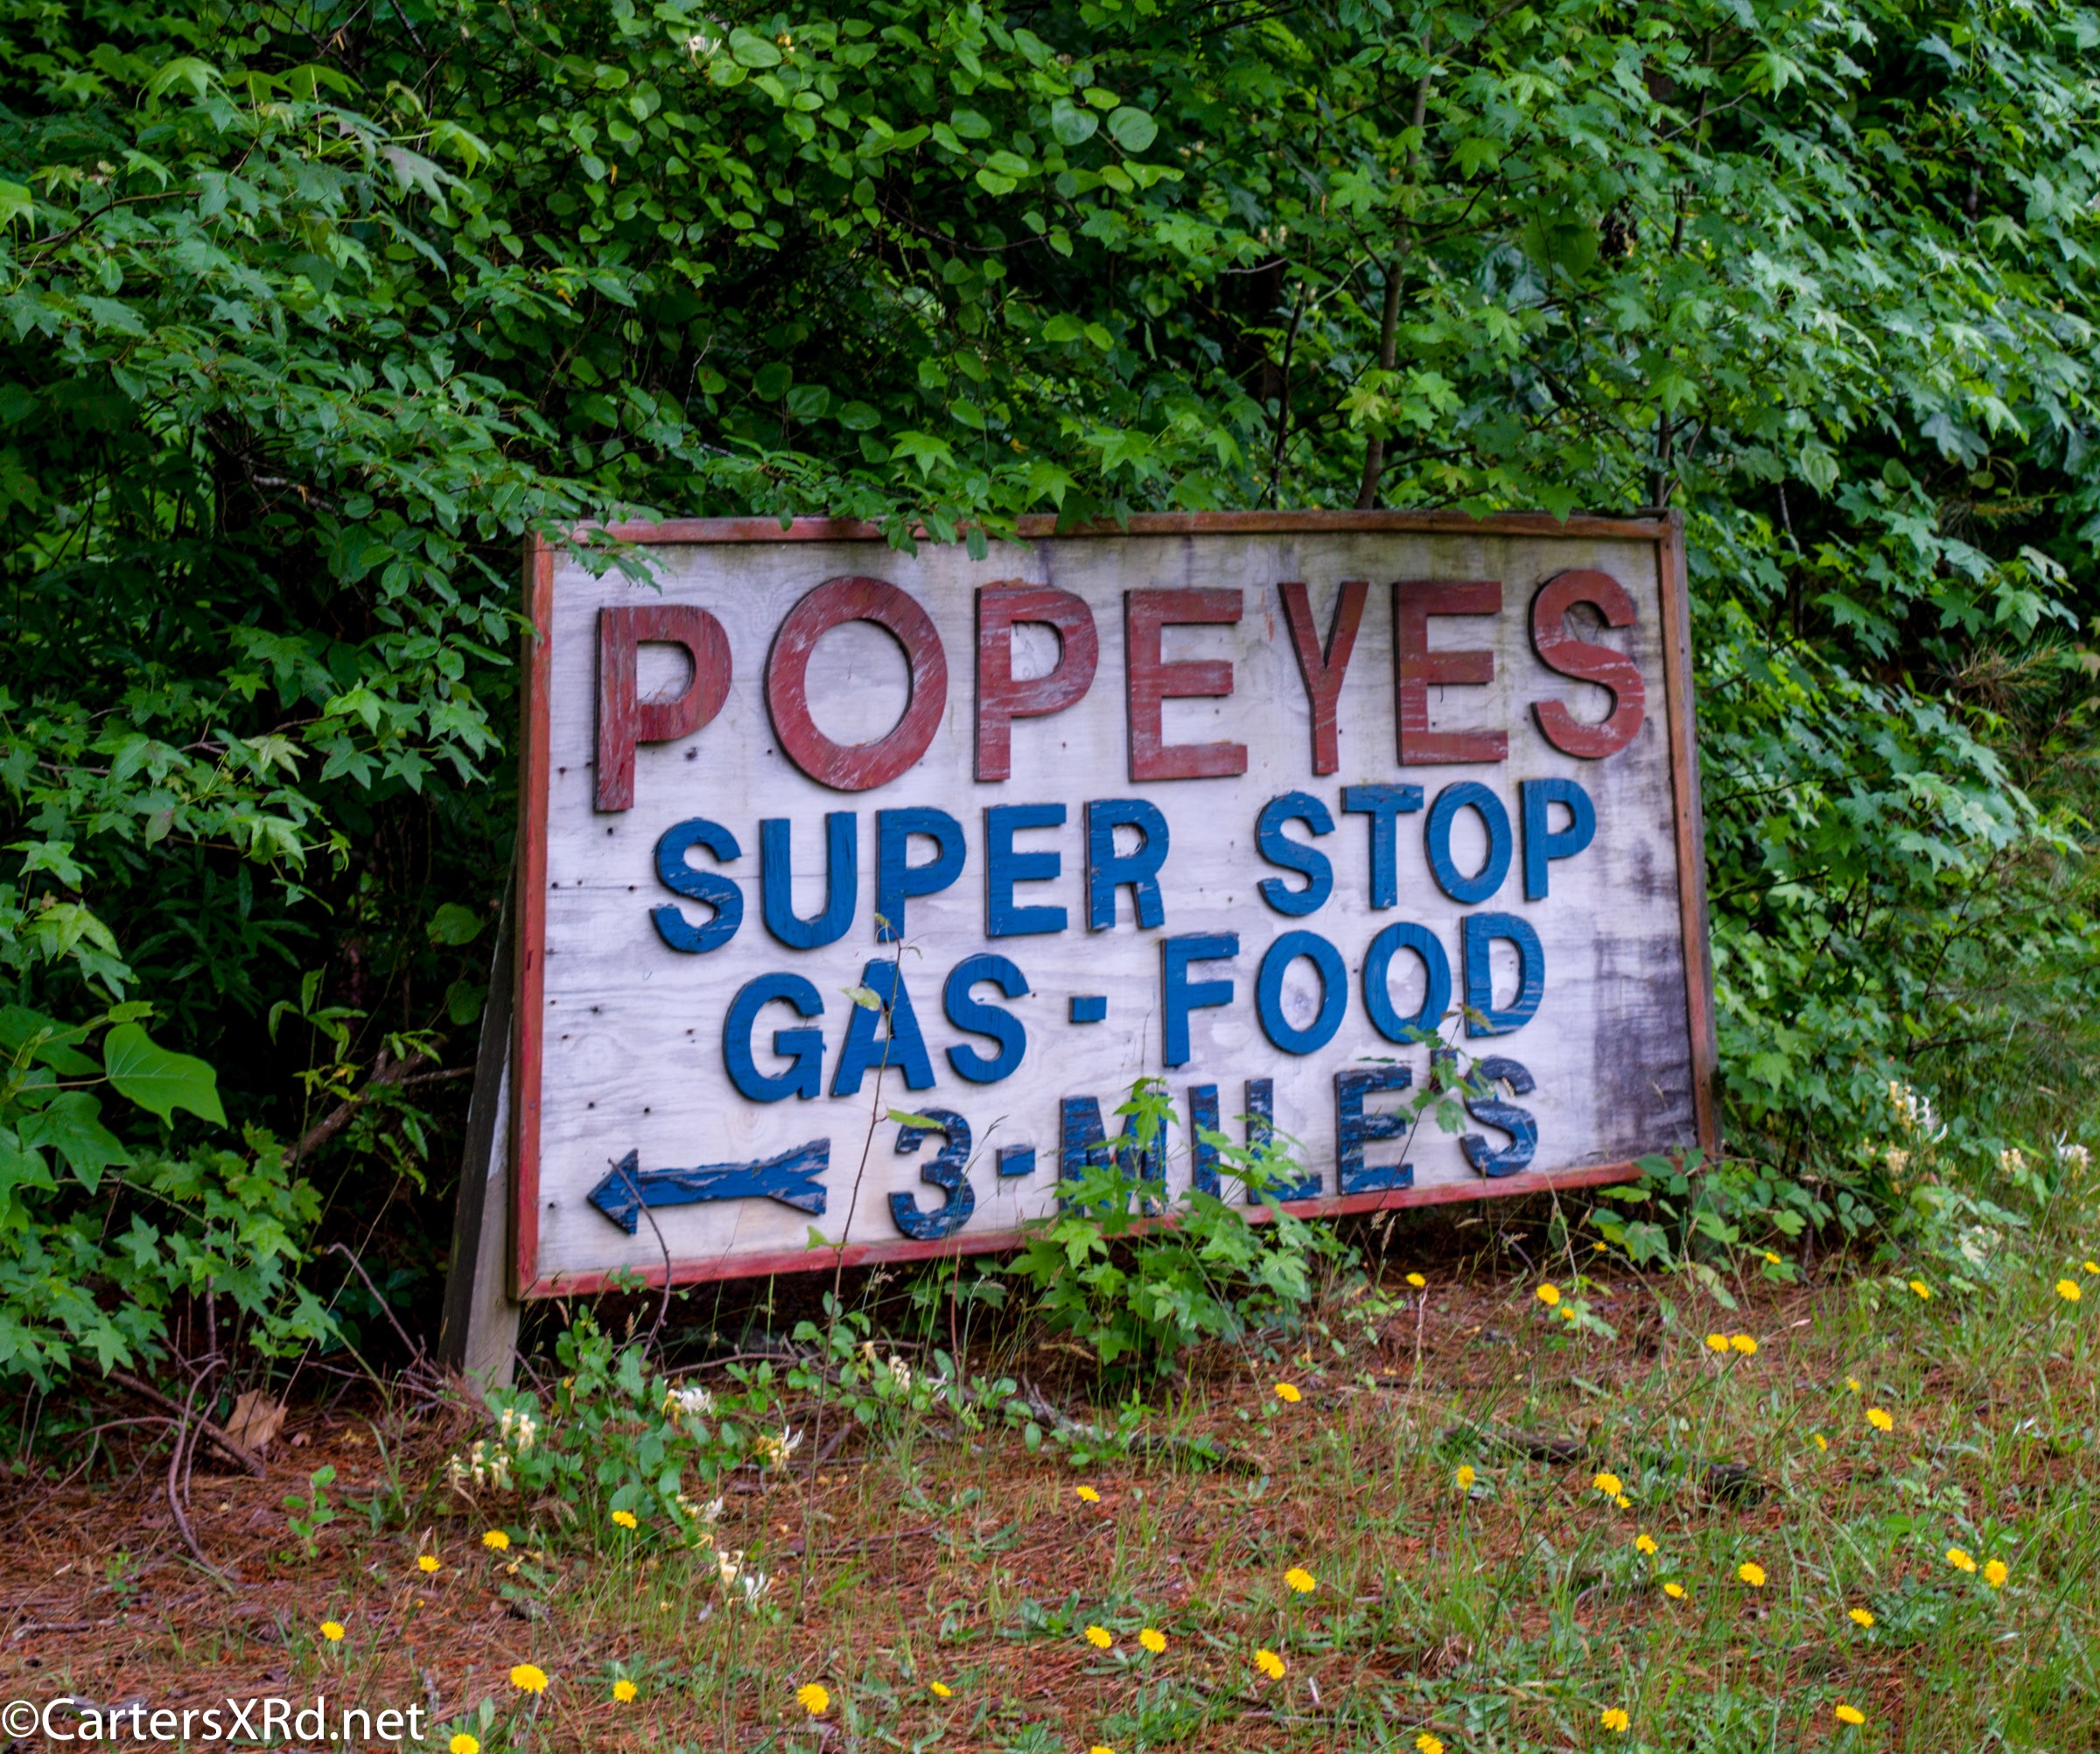 POPEYES
SUPER STOP
GAS - FOOD
3 - MILES
©CartersXRd.net